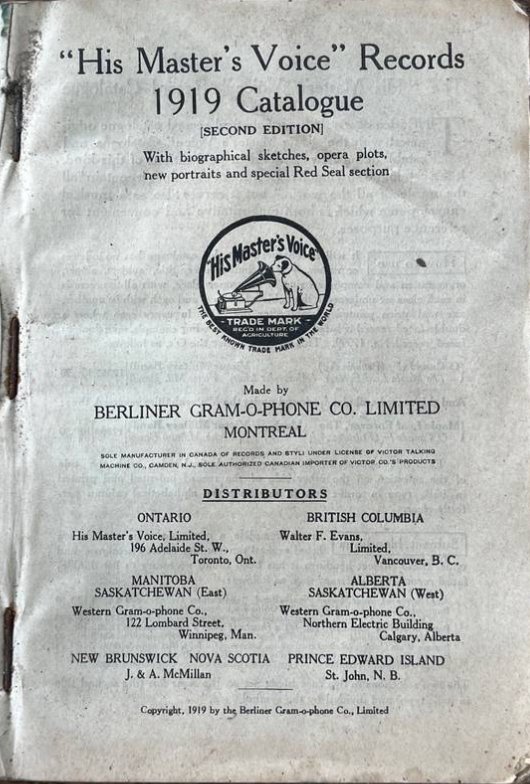 "His Master's Voice" Records
1919 Catalogue
[SECOND EDITION]
With biographical sketches, opera plots,
new portraits and special Red Seal section
"His Master's Voice"
- TRADE MARK -
REG'D IN DEPT. OF
AGRICULTURE
THE BEST KNOWN TRADE MARK IN THE WORLD
Made by
BERLINER GRAM-O-PHONE CO. LIMITED
MONTREAL
SOLE MANUFACTURER IN CANADA OF RECORDS AND STYLI UNDER LICENSE OF VICTOR TALKING
MACHINE CO., CAMDEN, N.J., SOLE AUTHORIZED CANADIAN IMPORTER OF VICTOR CO.'S PRODUCTS
DISTRIBUTORS
ONTARIO
His Master's Voice, Limited,
196 Adelaide St. W.,
Toronto, Ont.
BRITISH COLUMBIA
Walter F. Evans,
Limited,
Vancouver, B. C.
MANITOBA
SASKATCHEWAN (East)
Western Gram-o-phone Co.,
122 Lombard Street,
Winnipeg, Man.
ALBERTA
SASKATCHEWAN (West)
Western Gram-o-phone Co.,
Northern Electric Building
Calgary, Alberta
NEW BRUNSWICK NOVA SCOTIA PRINCE EDWARD ISLAND
J. & A. McMillan St. John, N. B.
Copyright, 1919 by the Berliner Gram-o-phone Co., Limited